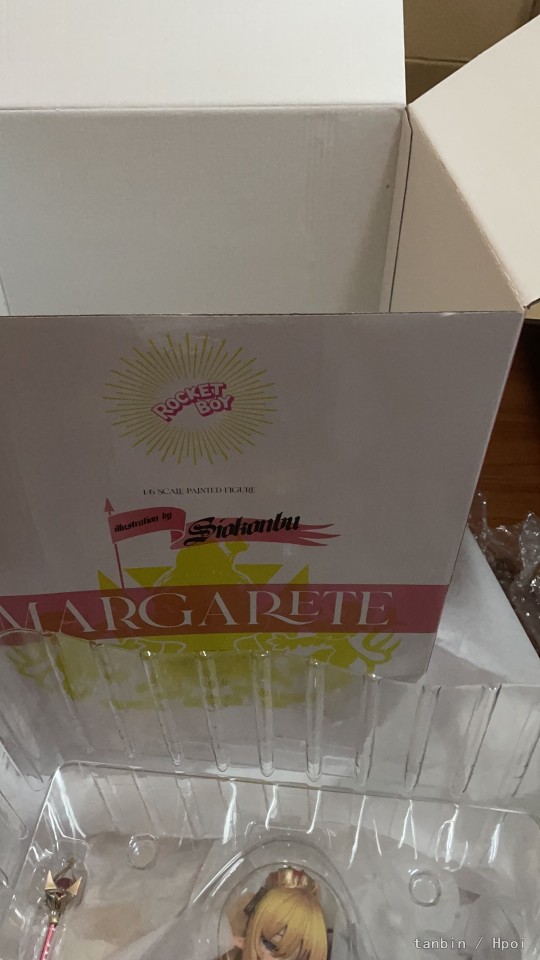 ROCKET
BOY
1/6 SCALE PAINTED FIGURE
illustration by
Siokonbu
MARGARETE
tanbin / Hpoi